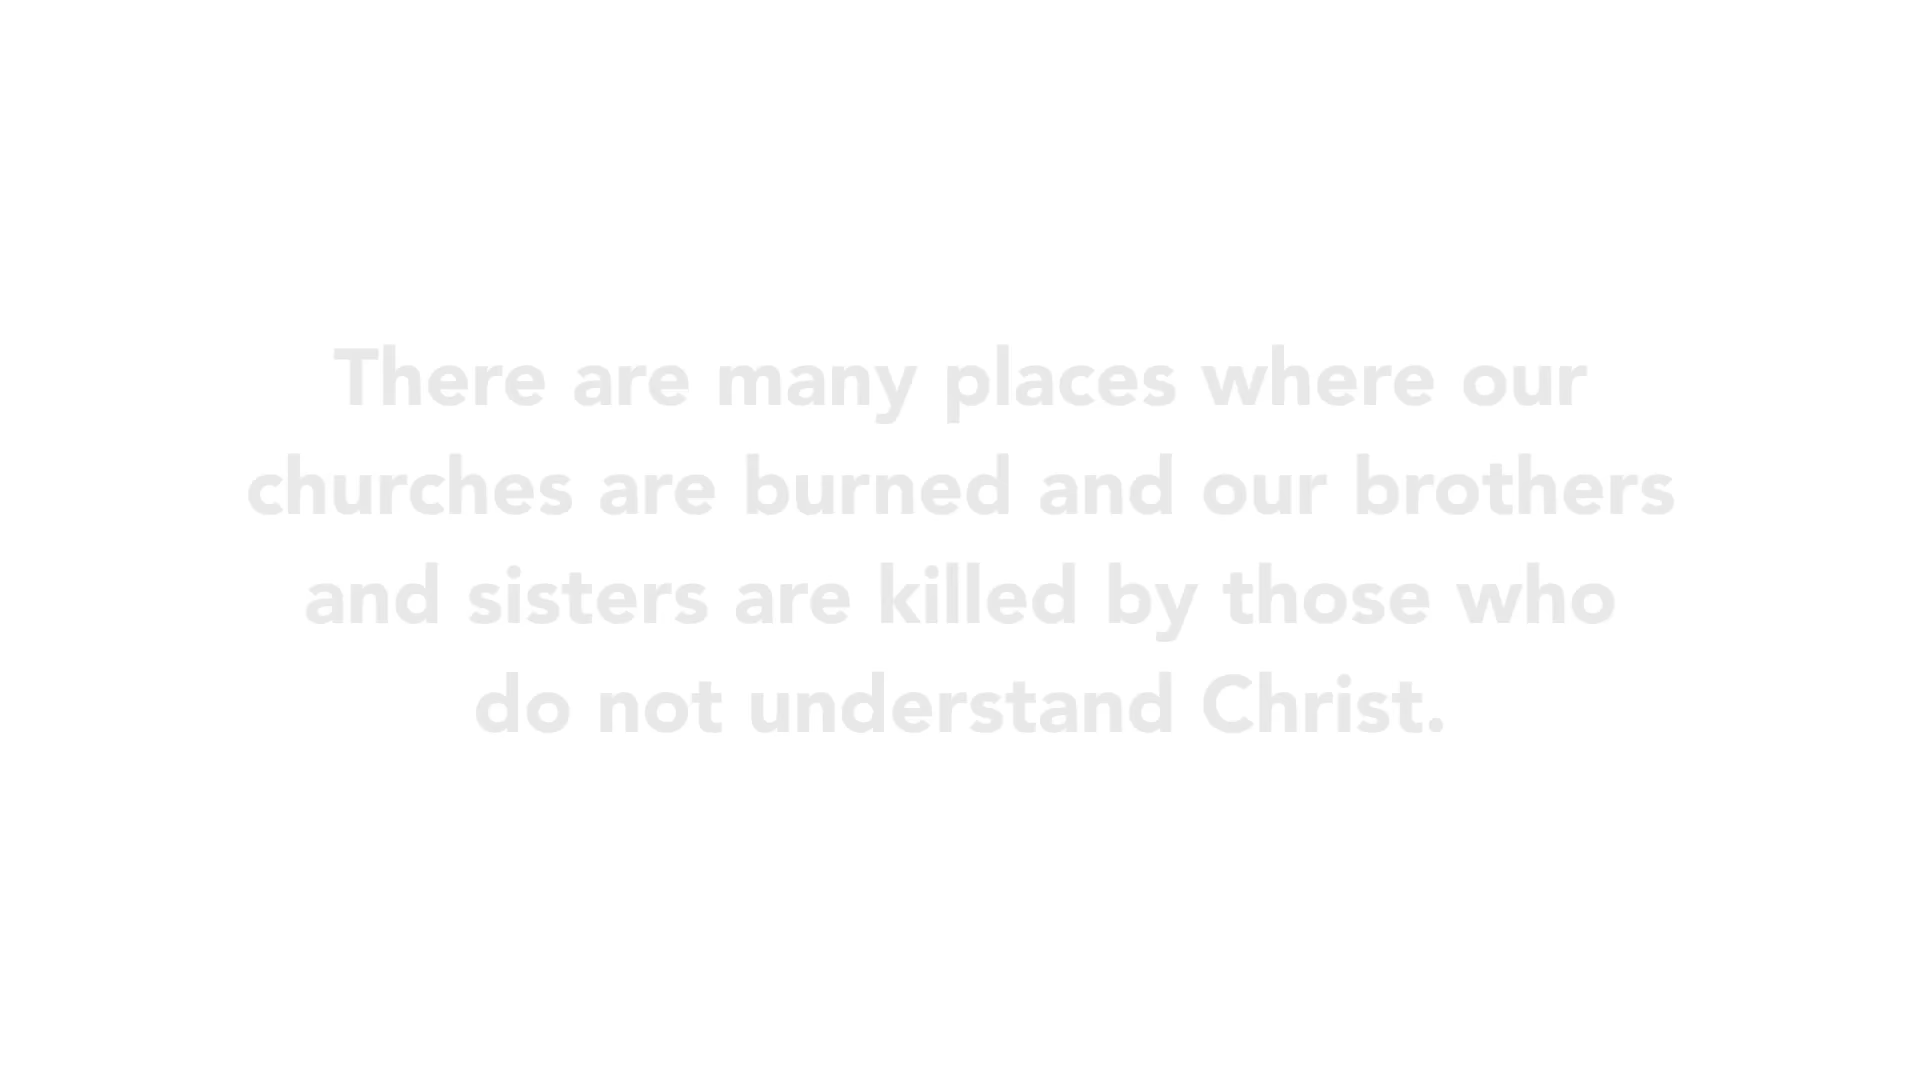 There are many places where our
churches are burned and our brothers
and sisters are killed by those who
do not understand Christ.